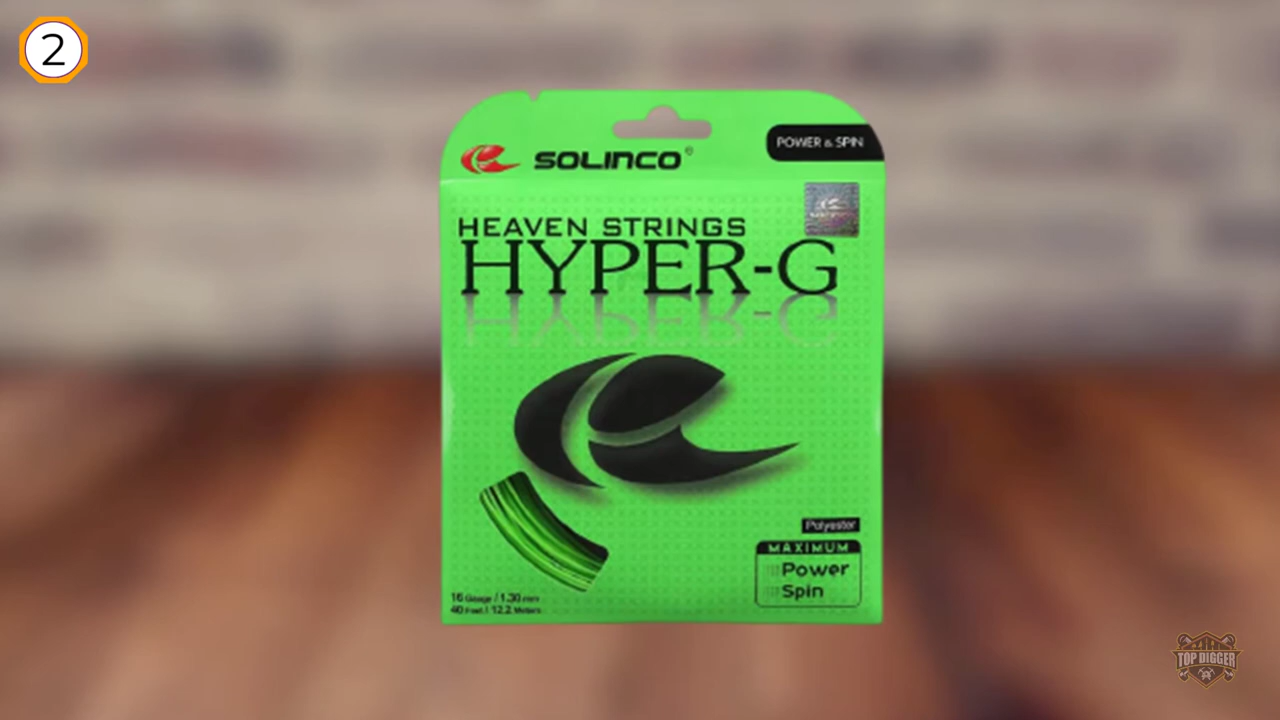 2
SOLINCO®
POWER & SPIN
HEAVEN STRINGS
HYPER-G
HYPER-G
Polyester
MAXIMUM
Power
Spin
16 Gauge / 1.30 mm
40 Feet / 12.2 Meters
TOP DIGGER